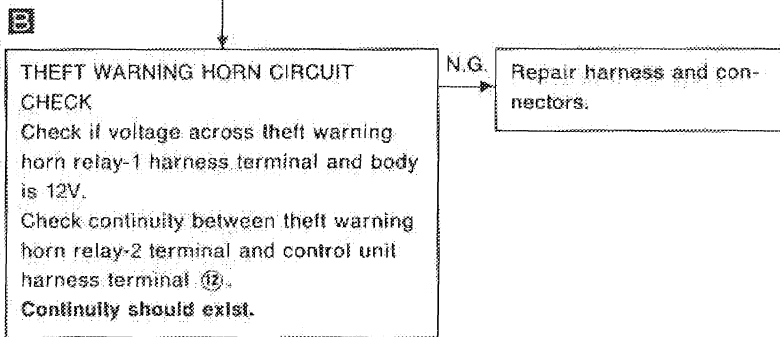 B
THEFT WARNING HORN CIRCUIT
CHECK
Check if voltage across theft warning
horn relay-1 harness terminal and body
is 12V.
Check continuity between theft warning
horn relay-2 terminal and control unit
harness terminal ⑫.
Continuity should exist.
N.G.
Repair harness and con-
nectors.